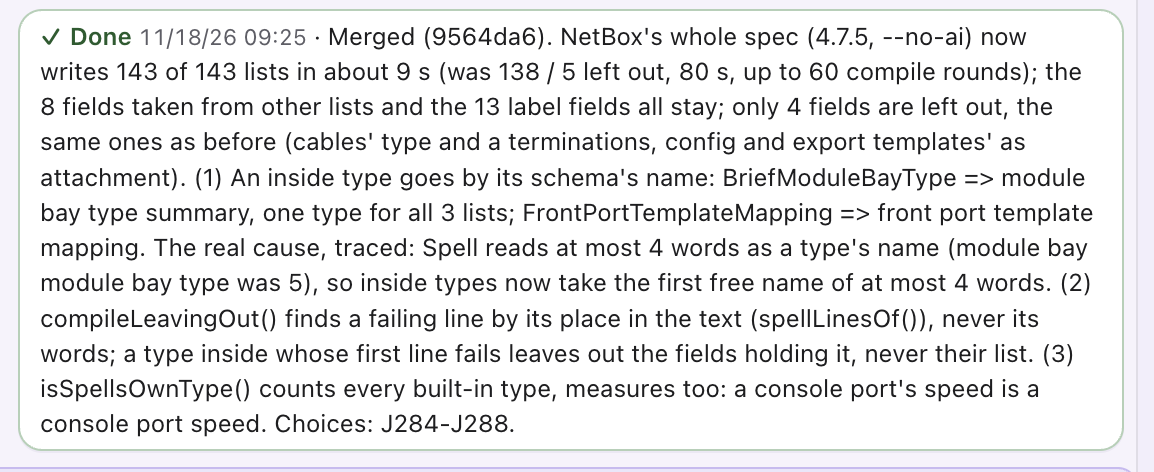 ✓ Done 11/18/26 09:25 · Merged (9564da6). NetBox's whole spec (4.7.5, --no-ai) now
writes 143 of 143 lists in about 9 s (was 138 / 5 left out, 80 s, up to 60 compile rounds); the
8 fields taken from other lists and the 13 label fields all stay; only 4 fields are left out, the
same ones as before (cables' type and a terminations, config and export templates' as
attachment). (1) An inside type goes by its schema's name: BriefModuleBayType => module
bay type summary, one type for all 3 lists; FrontPortTemplateMapping => front port template
mapping. The real cause, traced: Spell reads at most 4 words as a type's name (module bay
module bay type was 5), so inside types now take the first free name of at most 4 words. (2)
compileLeavingOut() finds a failing line by its place in the text (spellLinesOf()), never its
words; a type inside whose first line fails leaves out the fields holding it, never their list. (3)
isSpellsOwnType() counts every built-in type, measures too: a console port's speed is a
console port speed. Choices: J284-J288.